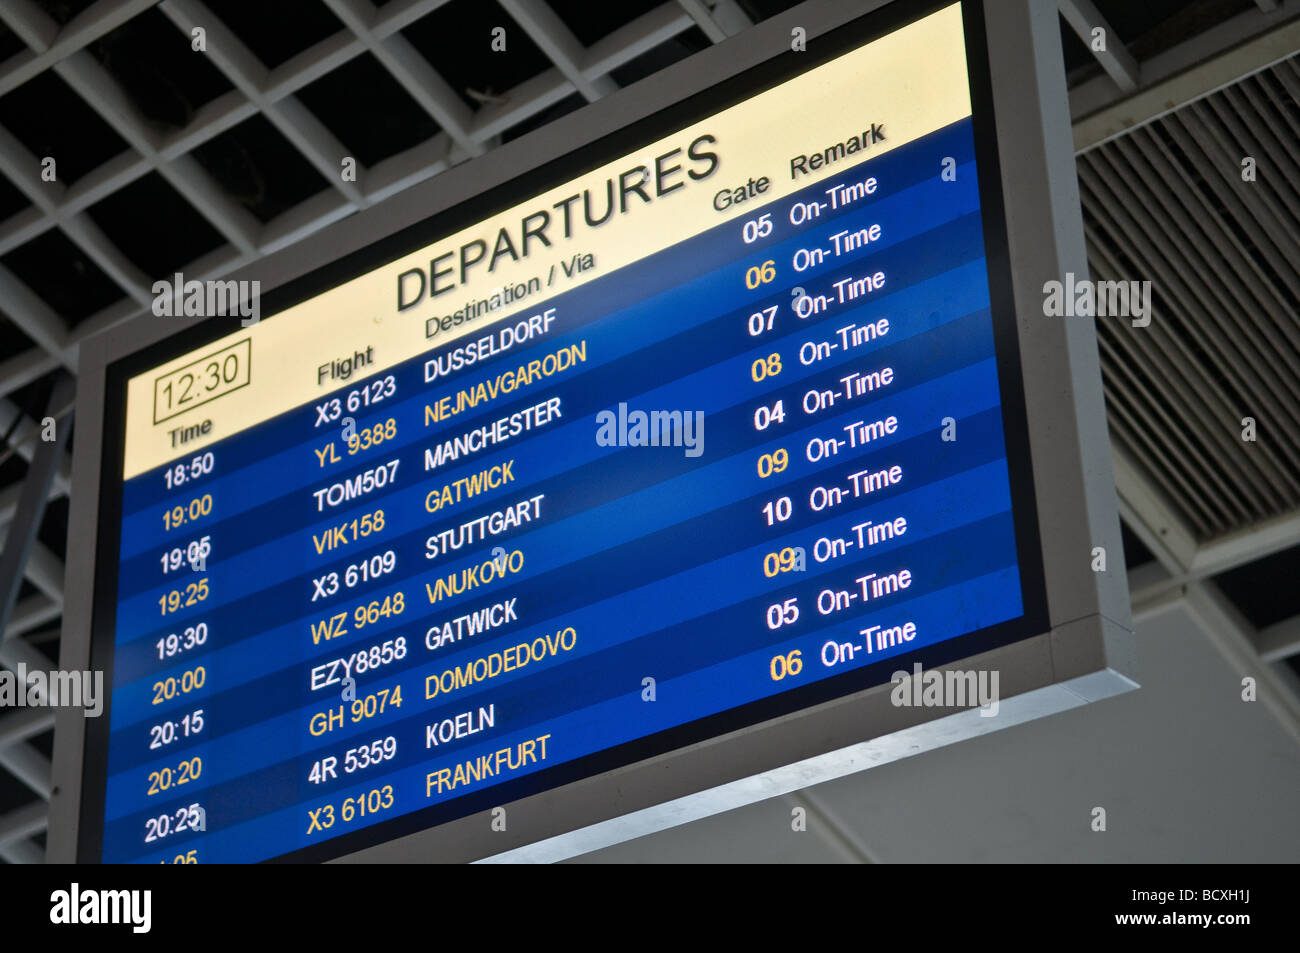 DEPARTURES
12:30
Time Flight Destination / Via Gate Remark
18:50 X3 6123 DUSSELDORF 05 On-Time
19:00 YL 9388 NEJNAVGARODN 06 On-Time
19:05 TOM507 MANCHESTER 07 On-Time
19:25 VIK158 GATWICK 08 On-Time
19:30 X3 6109 STUTTGART 04 On-Time
20:00 WZ 9648 VNUKOVO 09 On-Time
20:15 EZY8858 GATWICK 10 On-Time
20:20 GH 9074 DOMODEDOVO 09 On-Time
20:25 4R 5359 KOELN 05 On-Time
X3 6103 FRANKFURT 06 On-Time
alamy
alamy
alamy
alamy
alamy
alamy
Image ID: BCXH1J
www.alamy.com